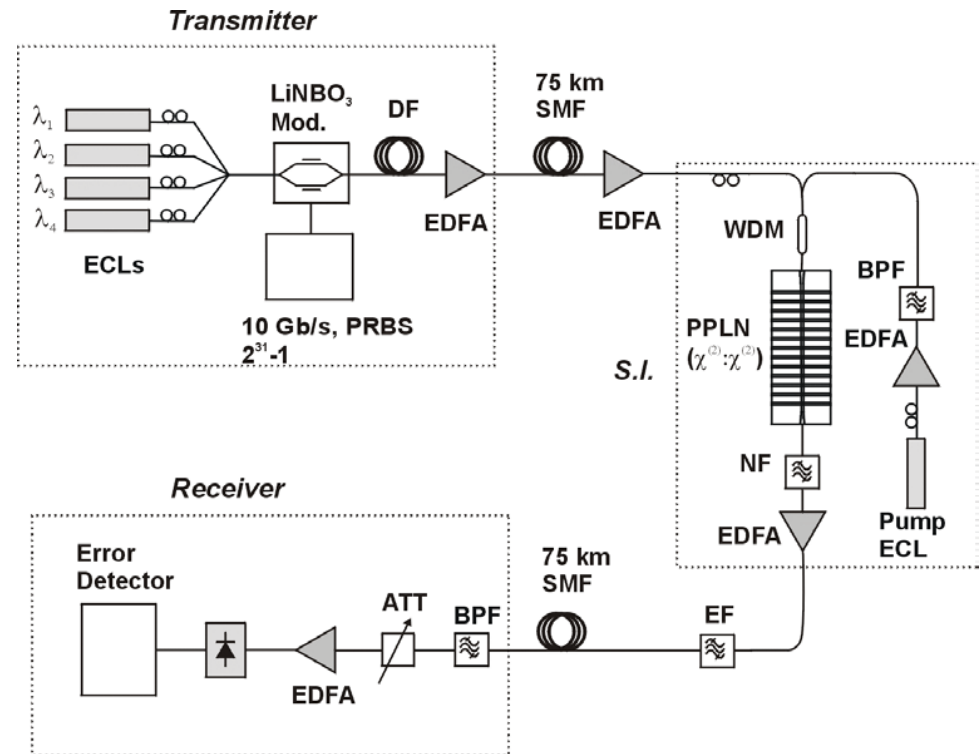 Transmitter
λ1
λ2
λ3
λ4
ECLs
LiNBO3
Mod.
10 Gb/s, PRBS
2^31-1
DF
EDFA
75 km
SMF
EDFA
S.I.
WDM
PPLN
(χ(2):χ(2))
NF
EDFA
BPF
EDFA
Pump
ECL
Receiver
Error
Detector
EDFA
ATT
BPF
75 km
SMF
EF